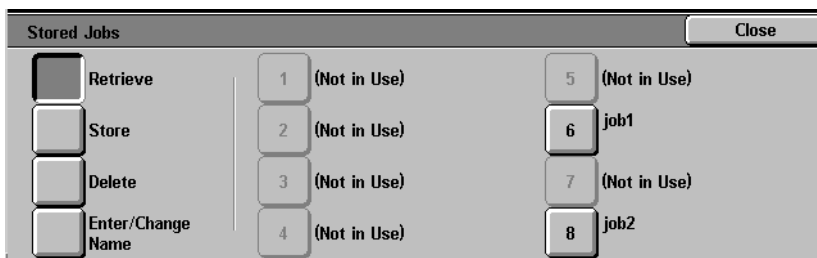 Stored Jobs
Close
Retrieve
Store
Delete
Enter/Change
Name
1 (Not in Use)
2 (Not in Use)
3 (Not in Use)
4 (Not in Use)
5 (Not in Use)
6 job1
7 (Not in Use)
8 job2